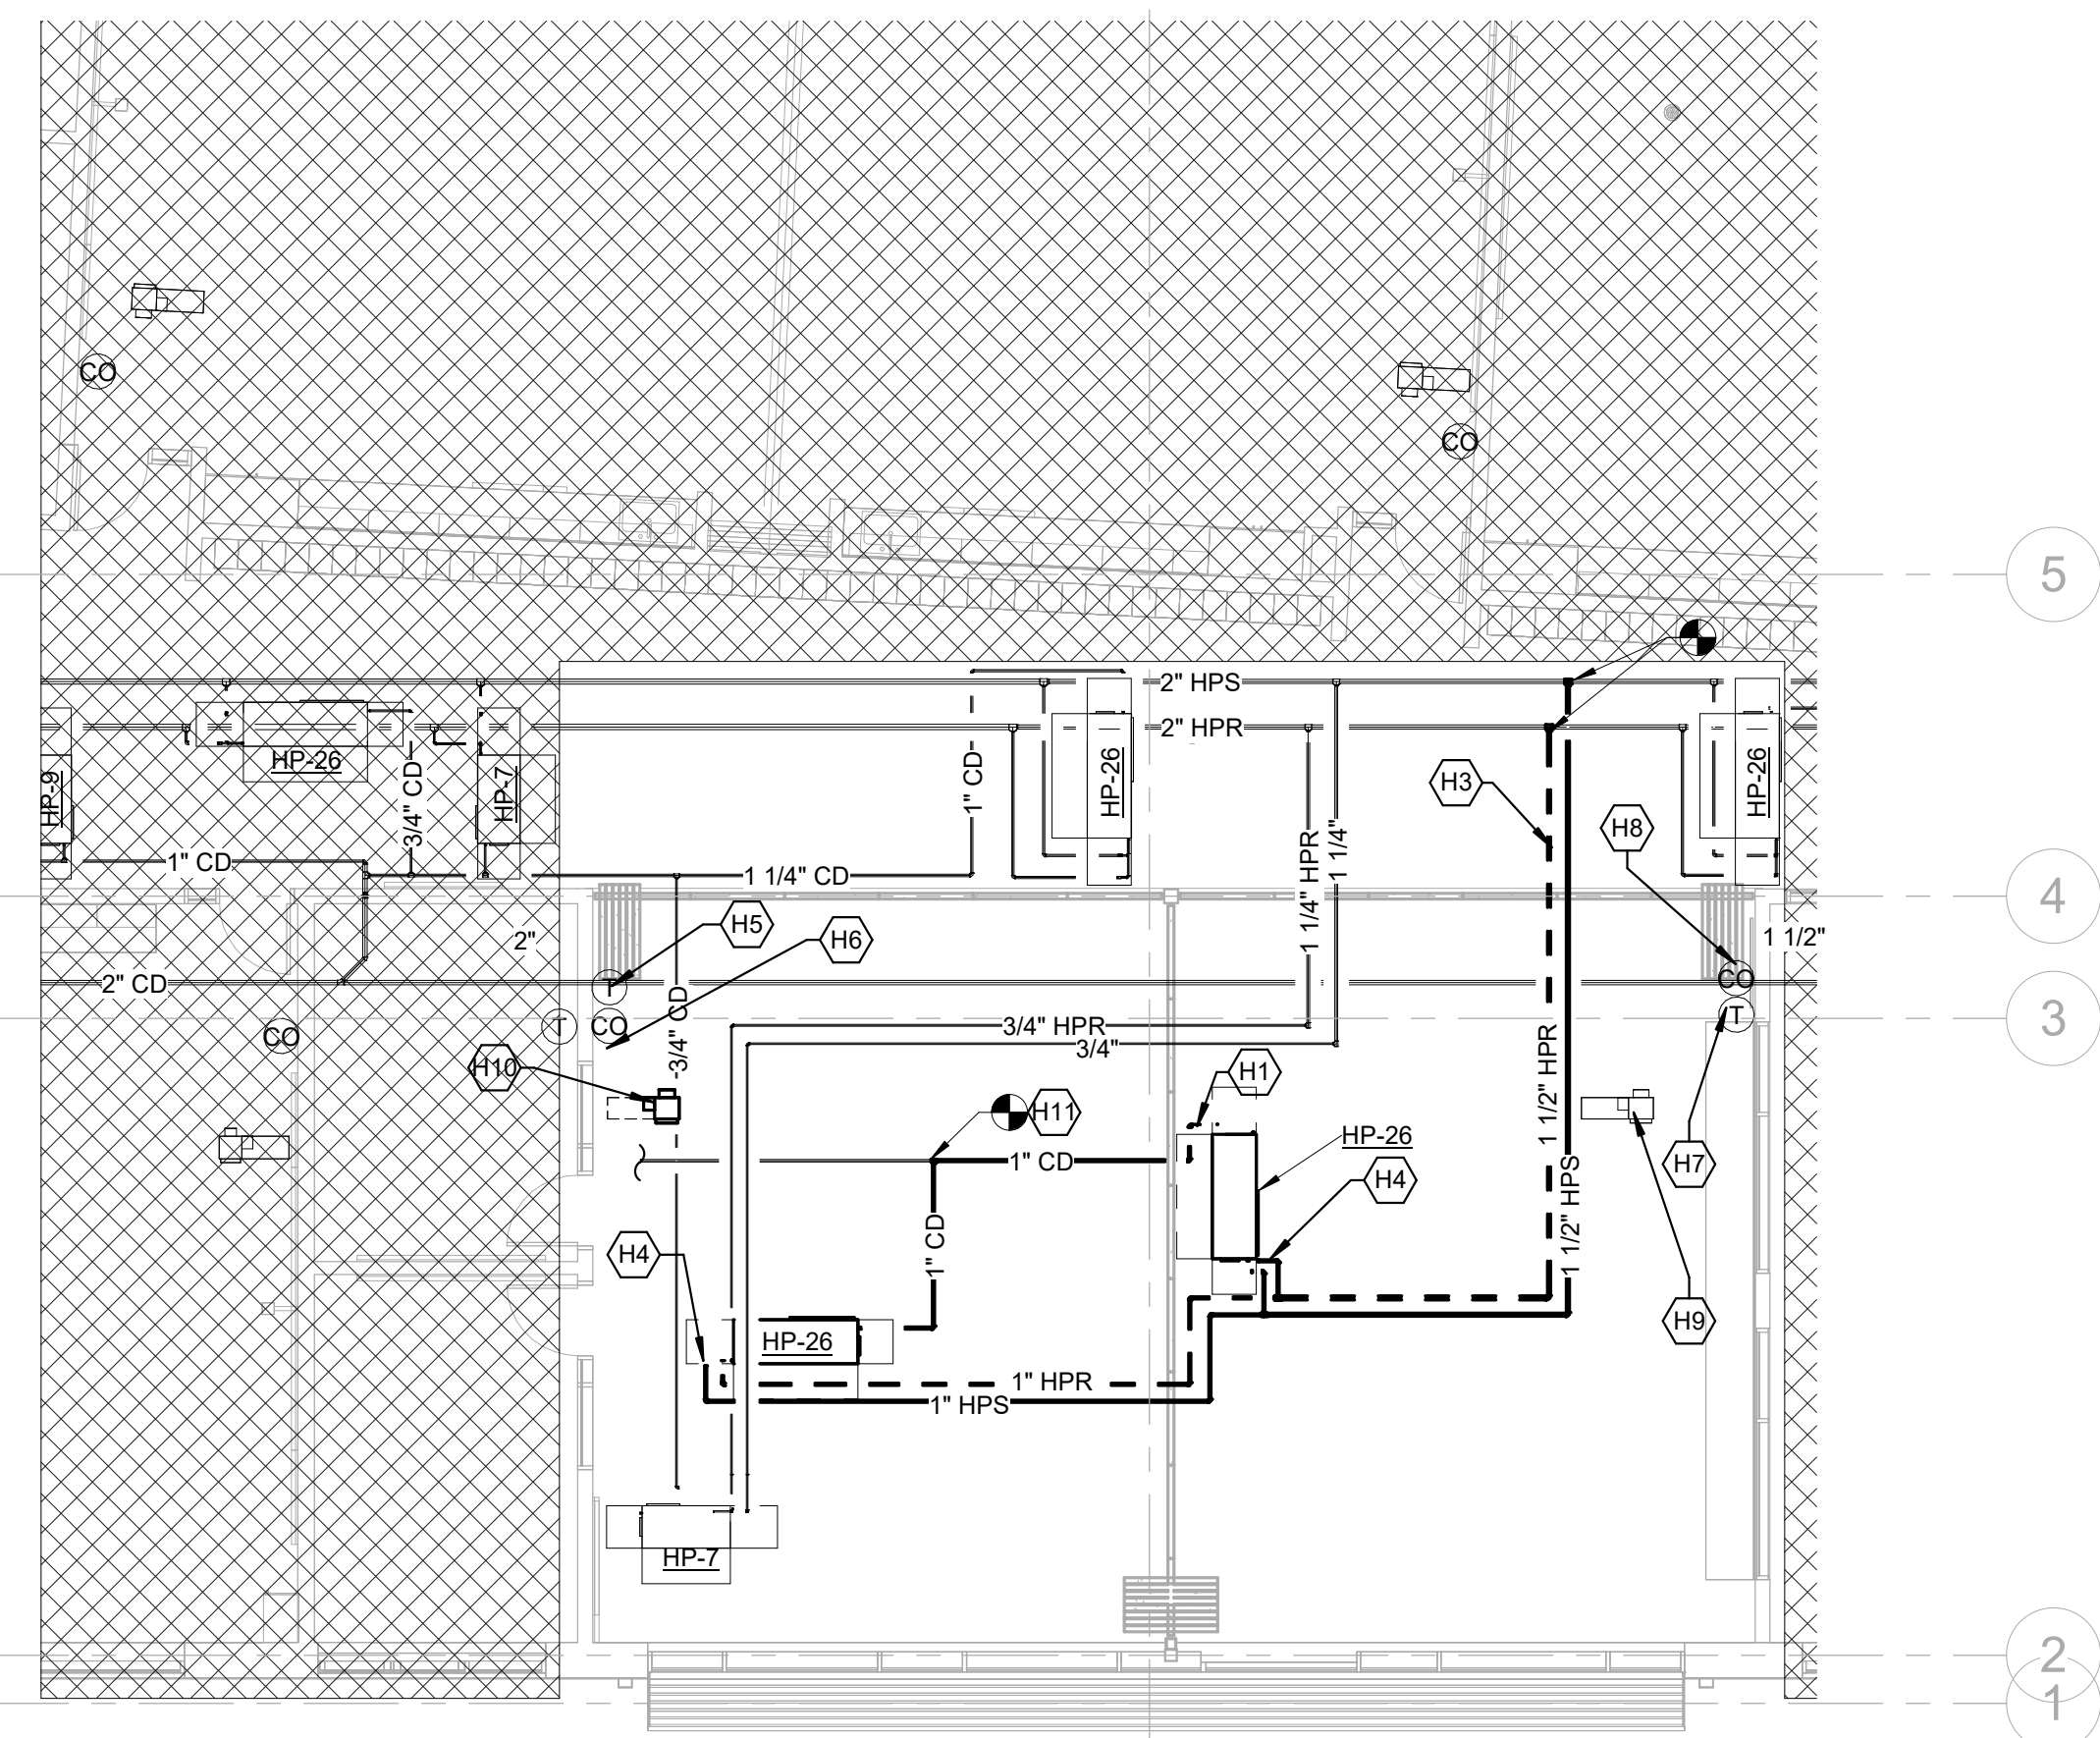 CO
CO
5
2" HPS
2" HPR
HP-26
HP-9
3/4" CD
HP-7
1" CD
HP-26
HP-26
H3
H8
1 1/4" HPR
1 1/4"
1" CD
1 1/4" CD
4
H5
H6
2"
1 1/2"
2" CD
T
CO
3/4" CD
T
CO
CO
T
3
3/4" HPR
3/4"
H10
H1
1 1/2" HPR
H11
HP-26
1" CD
H7
H4
1 1/2" HPS
1" CD
H4
H9
HP-26
1" HPR
1" HPS
HP-7
2
1